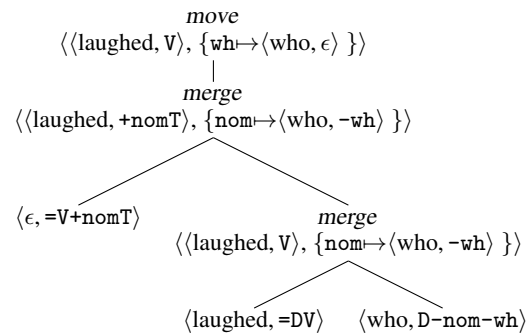 move
⟨⟨laughed, V⟩, {wh↦⟨who, ϵ⟩ }⟩
merge
⟨⟨laughed, +nomT⟩, {nom↦⟨who, -wh⟩ }⟩
⟨ϵ, =V+nomT⟩
merge
⟨⟨laughed, V⟩, {nom↦⟨who, -wh⟩ }⟩
⟨laughed, =DV⟩ ⟨who, D-nom-wh⟩